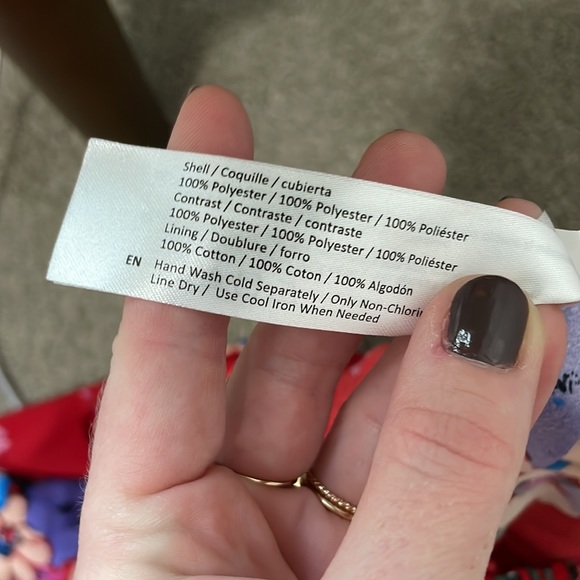 Shell / Coquille / cubierta
100% Polyester / 100% Polyester / 100% Poliéster
Contrast / Contraste / contraste
100% Polyester / 100% Polyester / 100% Poliéster
Lining / Doublure / forro
100% Cotton / 100% Coton / 100% Algodón
EN Hand Wash Cold Separately / Only
Line Dry / Use Cool Iron When Needed